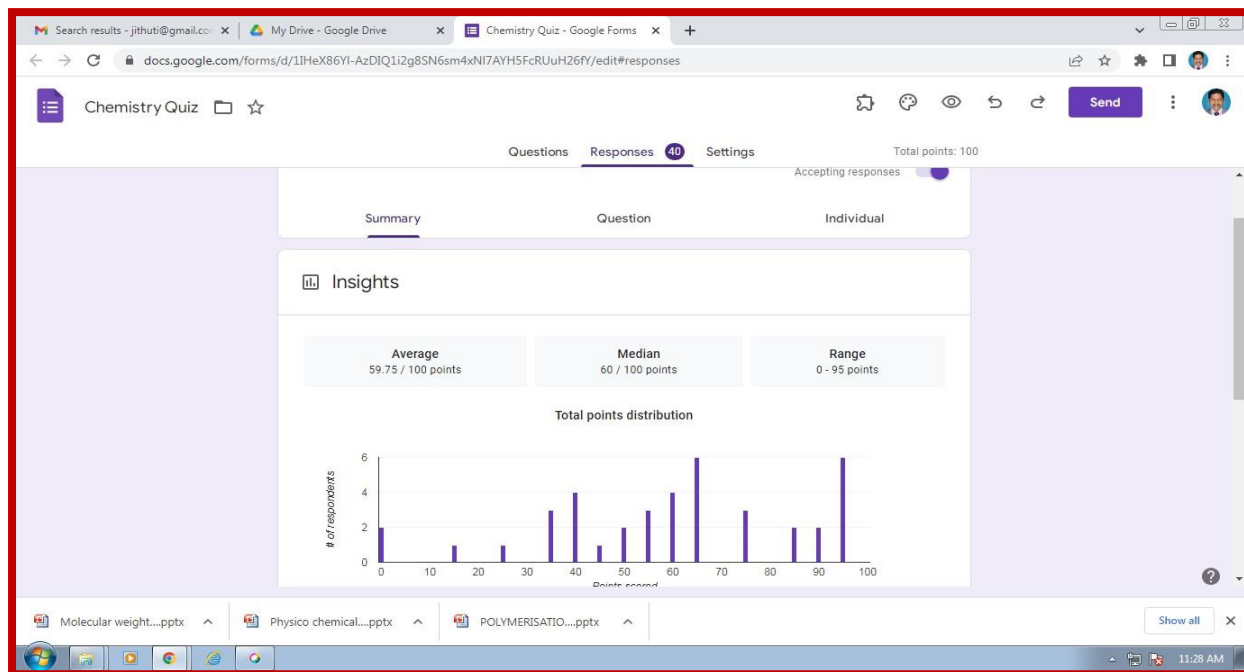 Search results - jithuti@gmail.co
My Drive - Google Drive
Chemistry Quiz - Google Forms
docs.google.com/forms/d/1IHeX86YI-AzDIQ1i2g8SN6sm4xNI7AYH5FcRUuH26fY/edit#responses
Chemistry Quiz
Send
Questions Responses 40 Settings Total points: 100
Accepting responses
Summary Question Individual
Insights
Average Median Range
59.75 / 100 points 60 / 100 points 0 - 95 points
Total points distribution
# of respondents
6
4
2
0
0 10 20 30 40 50 60 70 80 90 100
Points scored
Molecular weight....pptx Physico chemical....pptx POLYMERISATIO....pptx Show all
11:28 AM